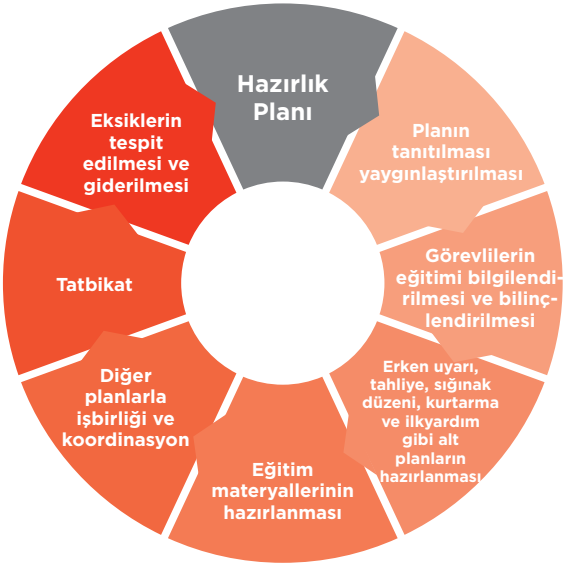 Hazırlık
Planı
Planın
tanıtılması
yaygınlaştırılması
Görevlilerin
eğitimi bilgilendi-
rilmesi ve bilinç-
lendirilmesi
Erken uyarı,
tahliye, sığınak
düzeni, kurtarma
ve ilkyardım
gibi alt
planların
hazırlanması
Eğitim
materyallerinin
hazırlanması
Diğer
planlarla
işbirliği ve
koordinasyon
Tatbikat
Eksiklerin
tespit
edilmesi ve
giderilmesi